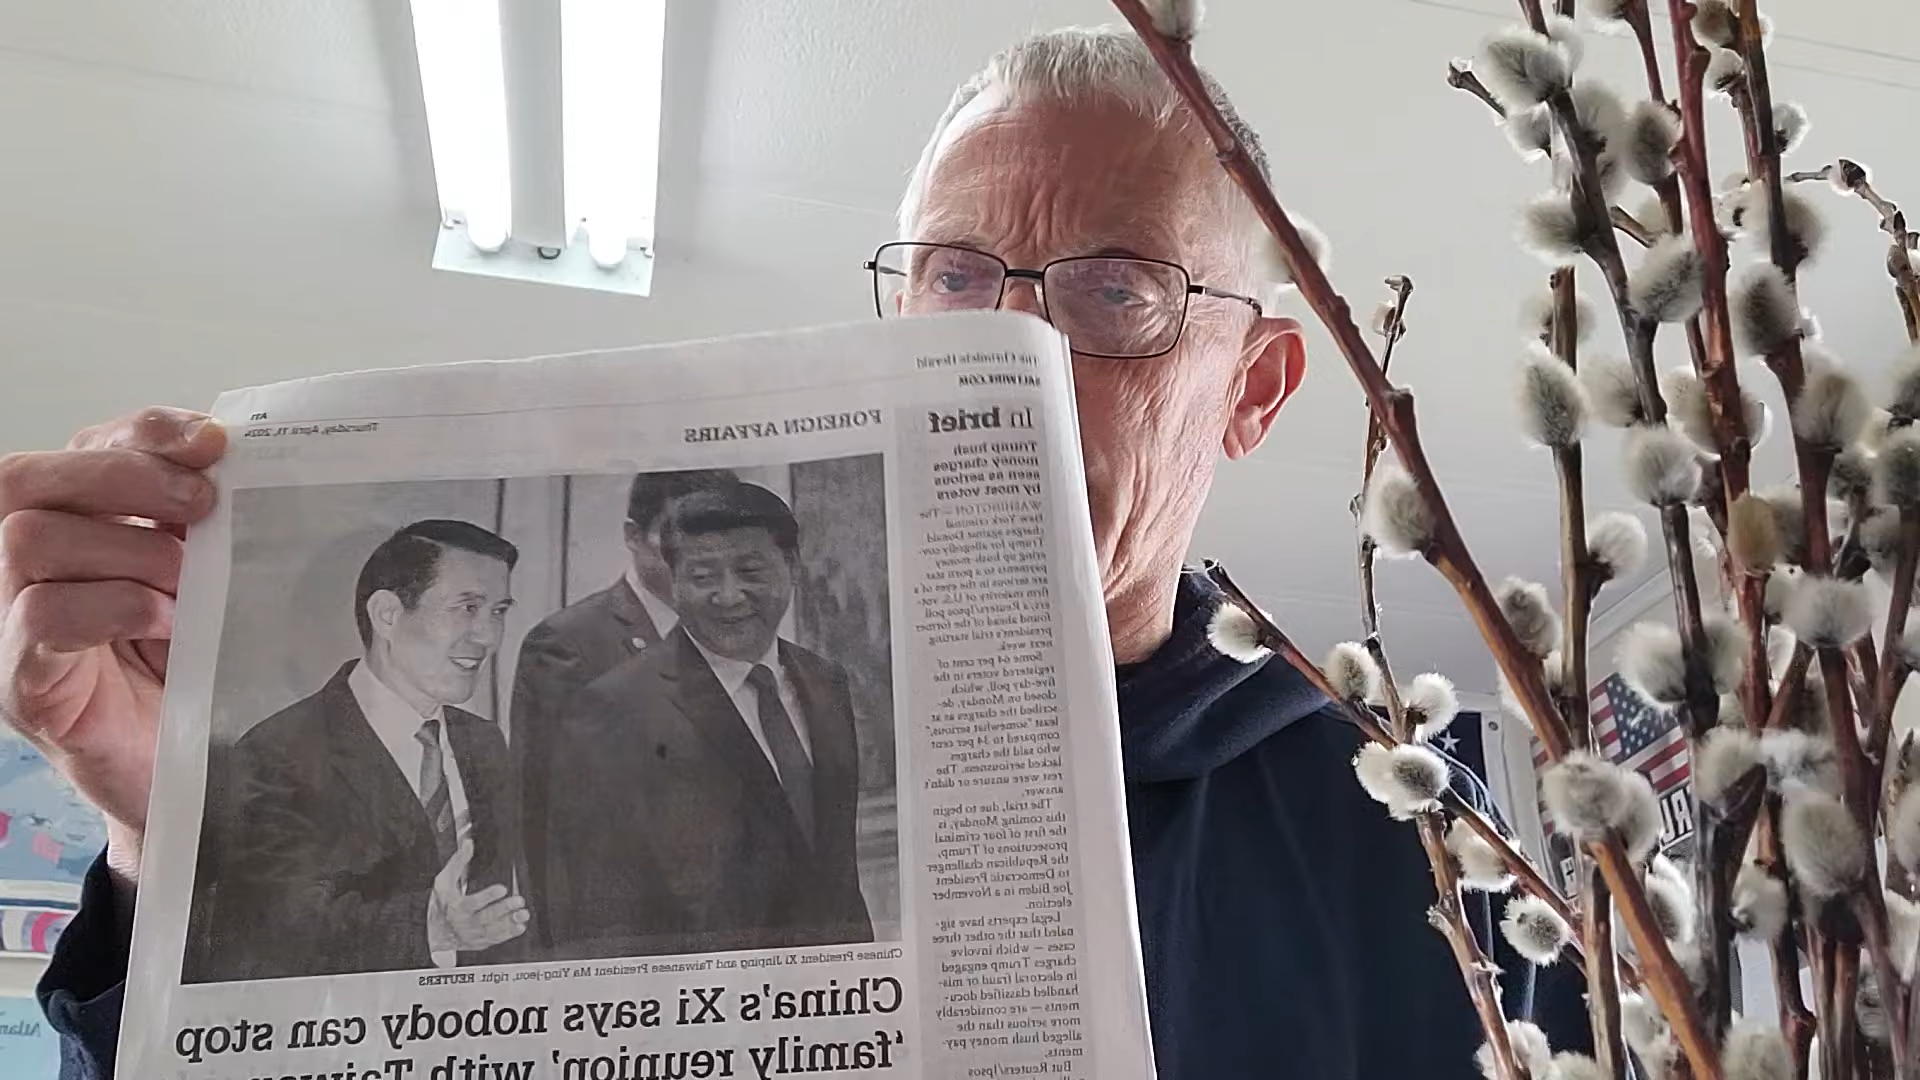 The Chronicle Herald
SALTWIRE.COM
FOREIGN AFFAIRS
Thursday, April 11, 2024
A11
In brief
Trump hush
money charges
seen as serious
by most voters
WASHINGTON — The
New York criminal
charges against Donald
Trump for allegedly cov-
ering up hush-money
payments to a porn star
are serious in the eyes of a
firm majority of U.S. vot-
ers, a Reuters/Ipsos poll
found ahead of the former
president's trial starting
next week.
Some 64 per cent of
registered voters in the
five-day poll, which
closed on Monday, de-
scribed the charges as at
least "somewhat serious,"
compared to 34 per cent
who said the charges
lacked seriousness. The
rest were unsure or didn't
answer.
The trial, due to begin
this coming Monday, is
the first of four criminal
prosecutions of Trump,
the Republican challenger
to Democratic President
Joe Biden in a November
election.
Legal experts have sig-
naled that the other three
cases — which involve
charges Trump engaged
in electoral fraud or mis-
handled classified docu-
ments — are considerably
more serious than the
alleged hush money pay-
ments.
But Reuters/Ipsos
Chinese President Xi Jinping and Taiwanese President Ma Ying-jeou, right. REUTERS
China's Xi says nobody can stop
'family reunion' with Taiwan